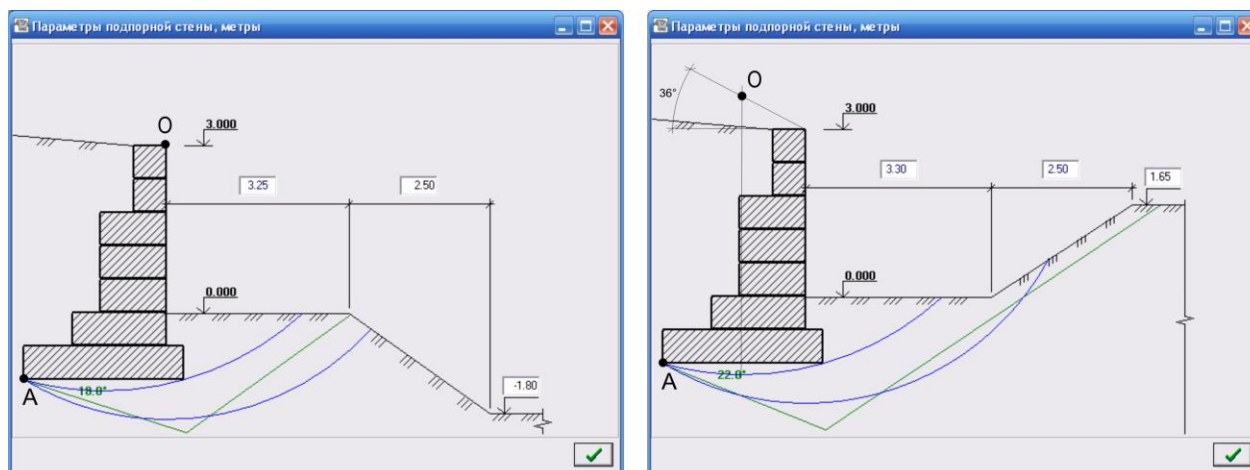 Параметры подпорной стены, метры
O
3.000
3.25
2.50
0.000
18.0°
A
-1.80
Параметры подпорной стены, метры
O
36°
3.000
3.30
2.50
1.65
0.000
22.0°
A